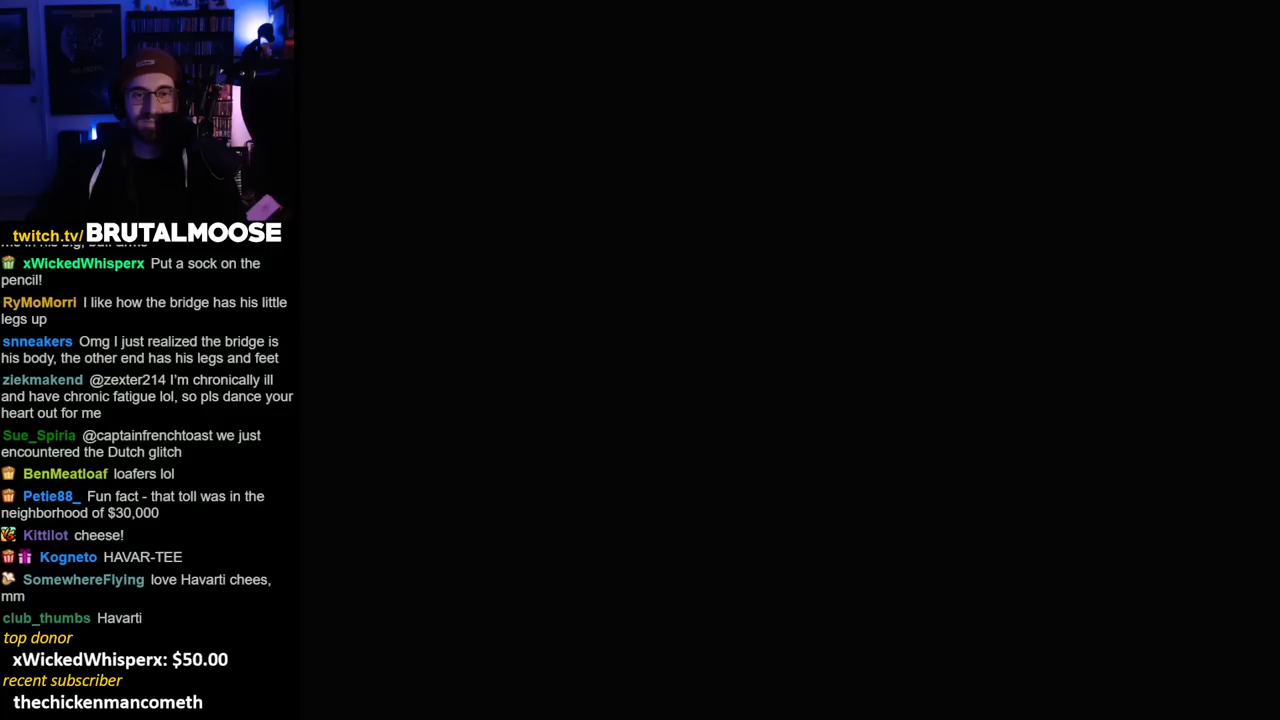 twitch.tv/BRUTALMOOSE
xWickedWhisperx Put a sock on the
pencil!
RyMoMorri I like how the bridge has his little
legs up
snneakers Omg I just realized the bridge is
his body, the other end has his legs and feet
ziekmakend @zexter214 I'm chronically ill
and have chronic fatigue lol, so pls dance your
heart out for me
Sue_Spiria @captainfrenchtoast we just
encountered the Dutch glitch
BenMeatloaf loafers lol
Petie88_ Fun fact - that toll was in the
neighborhood of $30,000
Kittilot cheese!
Kogneto HAVAR-TEE
SomewhereFlying love Havarti chees,
mm
club_thumbs Havarti
top donor
xWickedWhisperx: $50.00
recent subscriber
thechickenmancometh